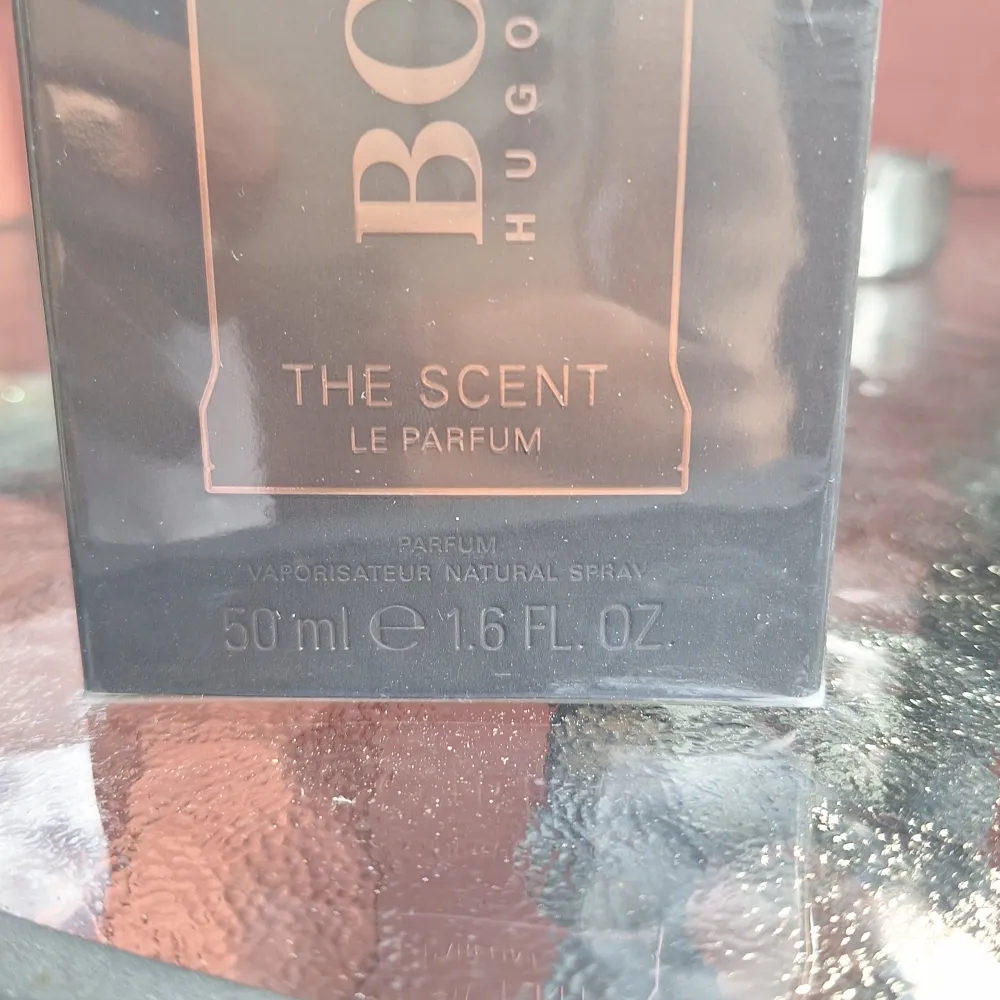 BO
HUGO
THE SCENT
LE PARFUM
PARFUM
VAPORISATEUR NATURAL SPRAY
50 ml ℮ 1.6 FL. OZ.